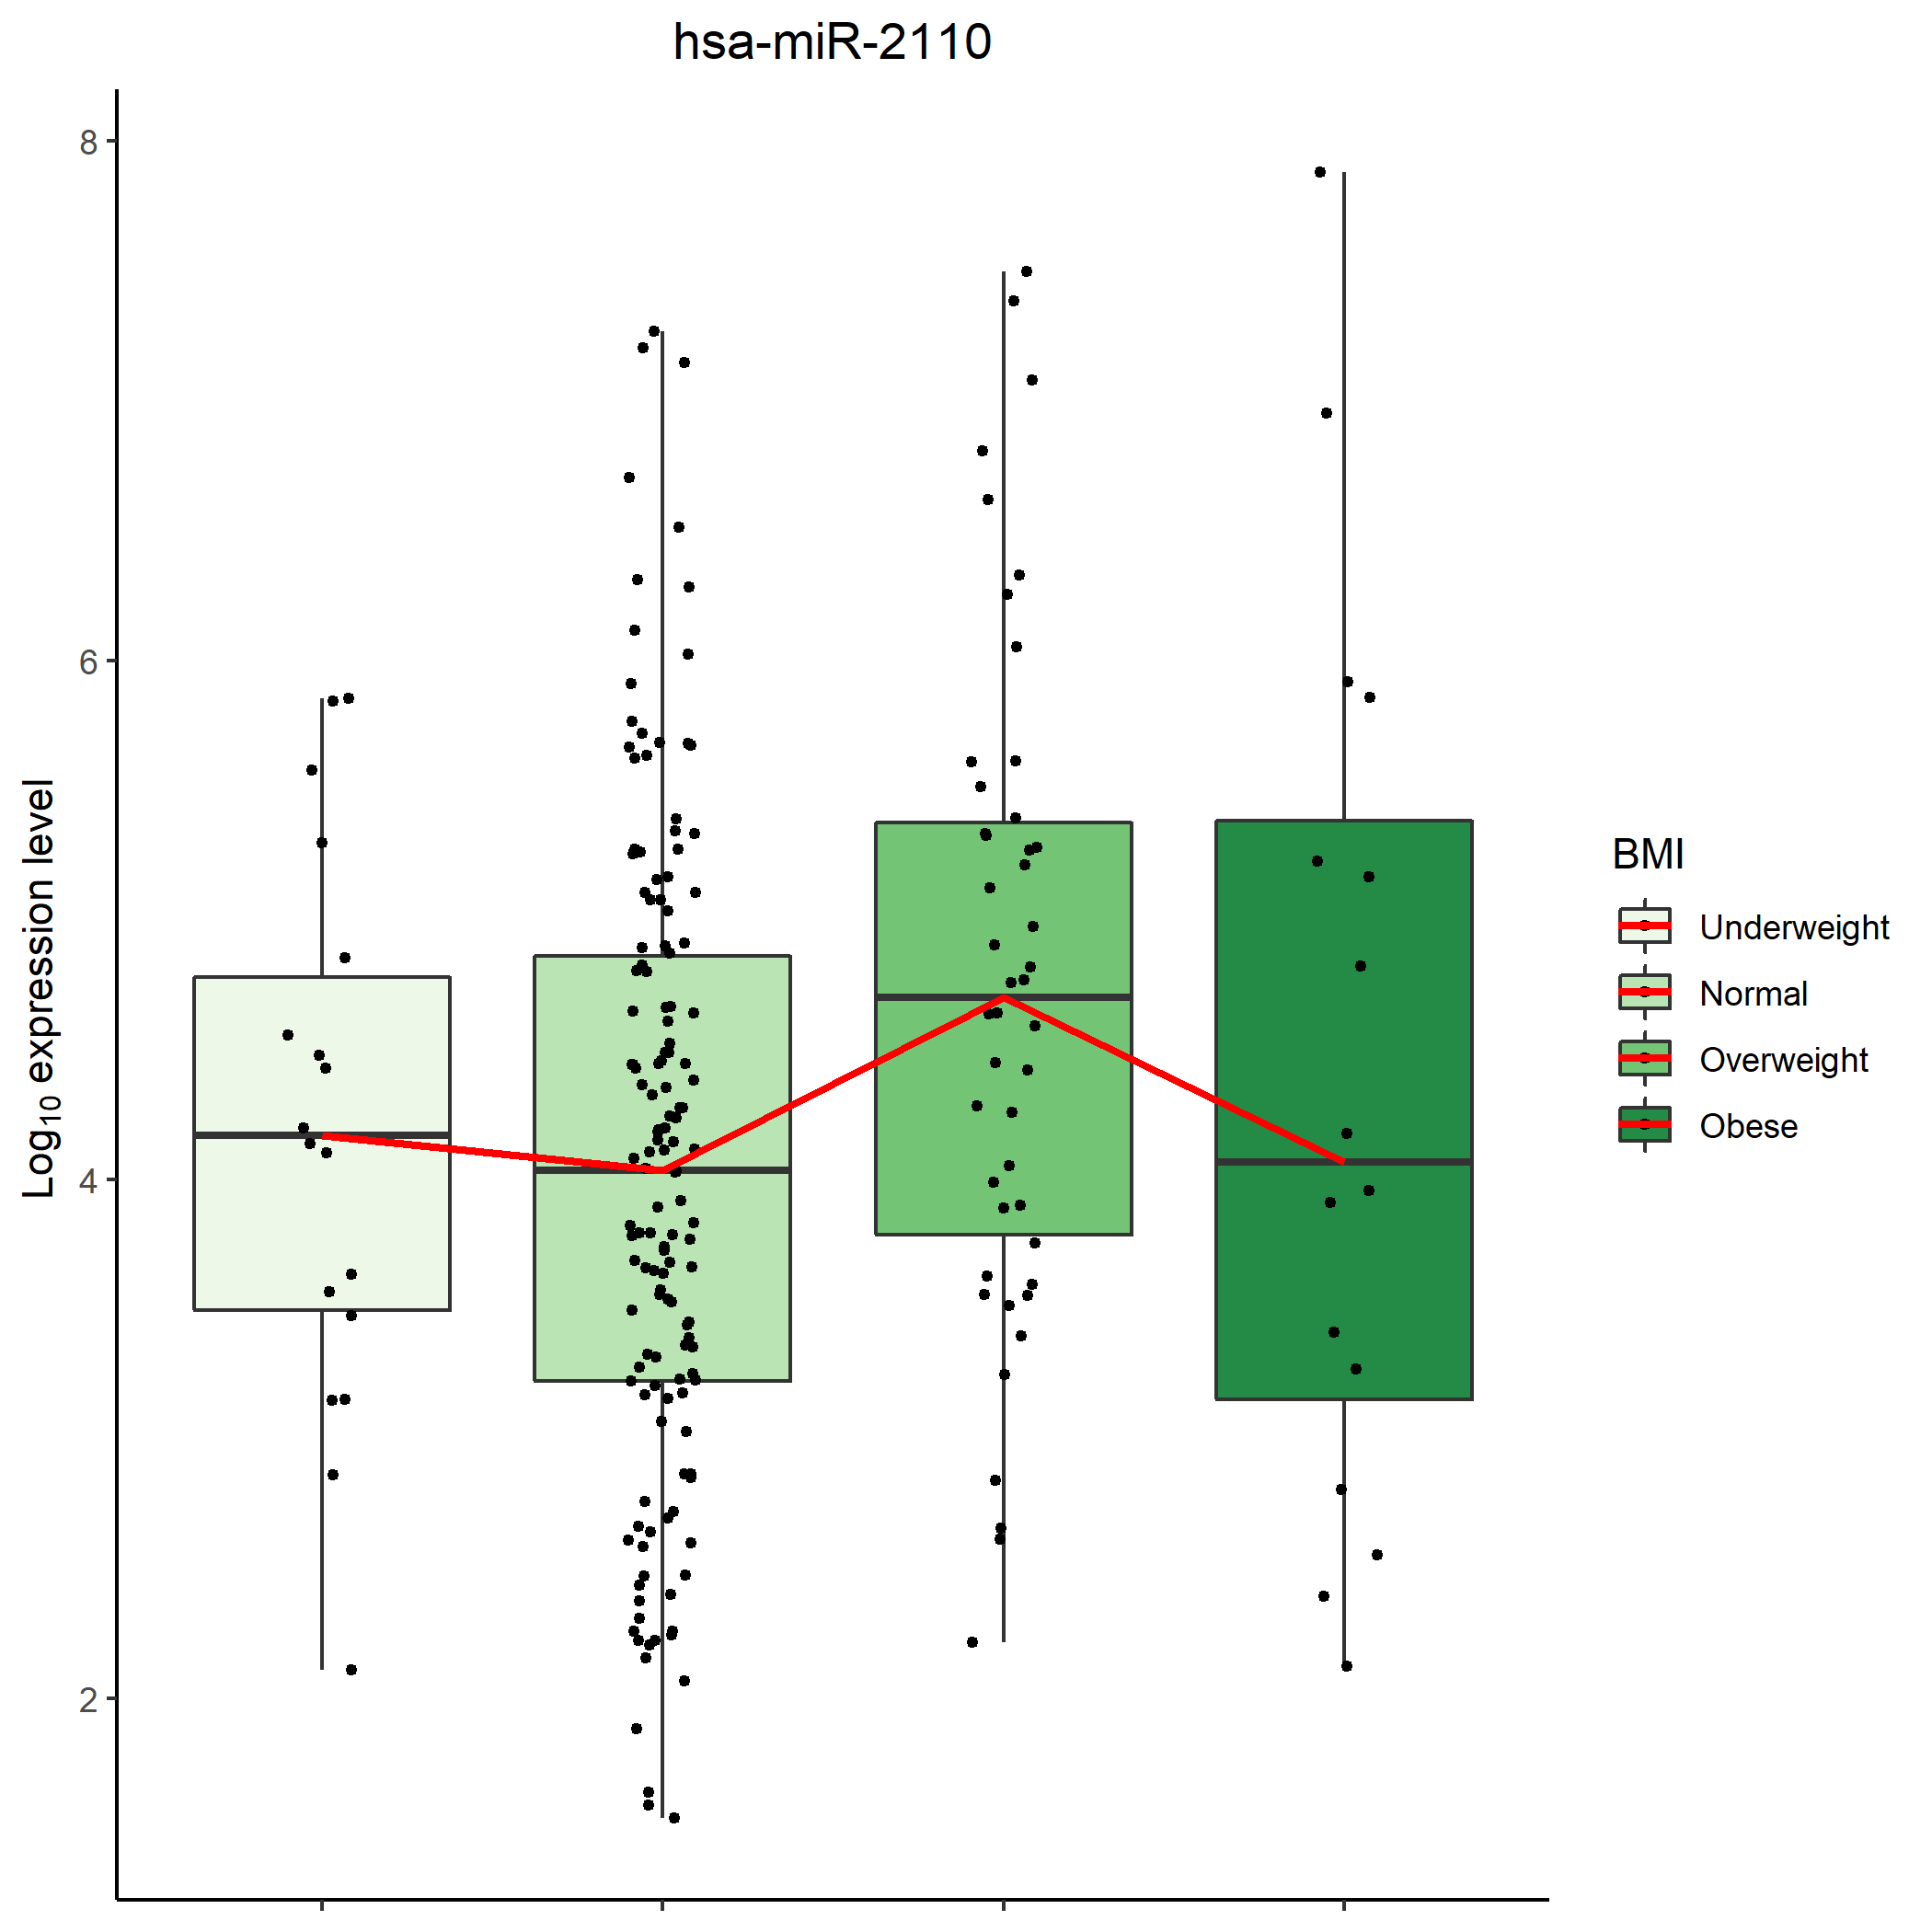 hsa-miR-2110
8
6
4
2
Log₁₀ expression level
BMI
Underweight
Normal
Overweight
Obese